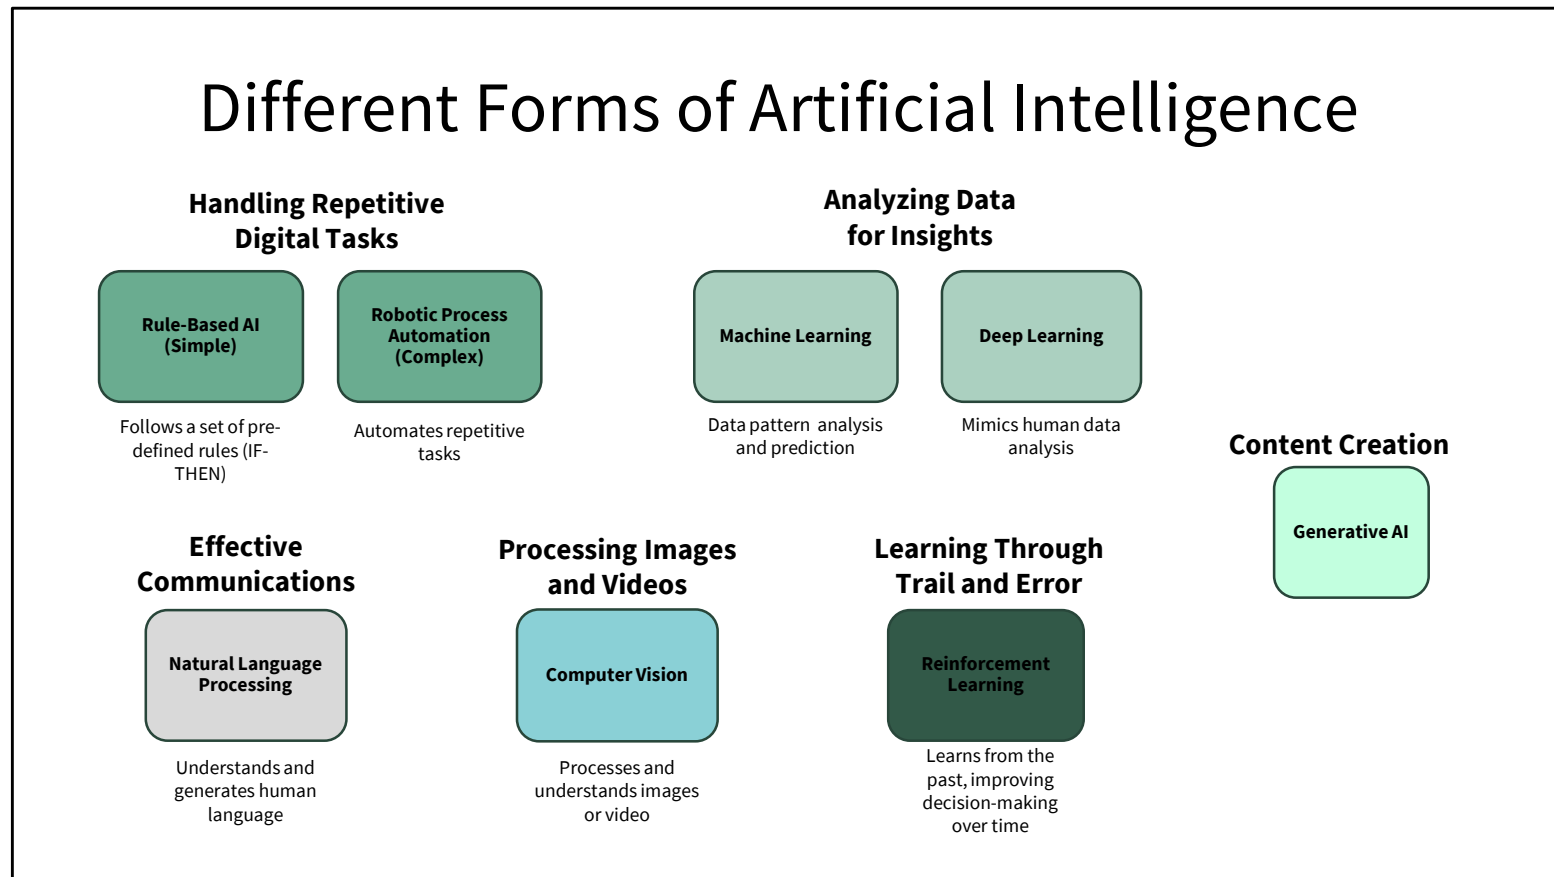 Different Forms of Artificial Intelligence
Handling Repetitive
Digital Tasks
Rule-Based AI
(Simple)
Follows a set of pre-
defined rules (IF-
THEN)
Robotic Process
Automation
(Complex)
Automates repetitive
tasks
Analyzing Data
for Insights
Machine Learning
Data pattern analysis
and prediction
Deep Learning
Mimics human data
analysis
Content Creation
Generative AI
Effective
Communications
Natural Language
Processing
Understands and
generates human
language
Processing Images
and Videos
Computer Vision
Processes and
understands images
or video
Learning Through
Trail and Error
Reinforcement
Learning
Learns from the
past, improving
decision-making
over time